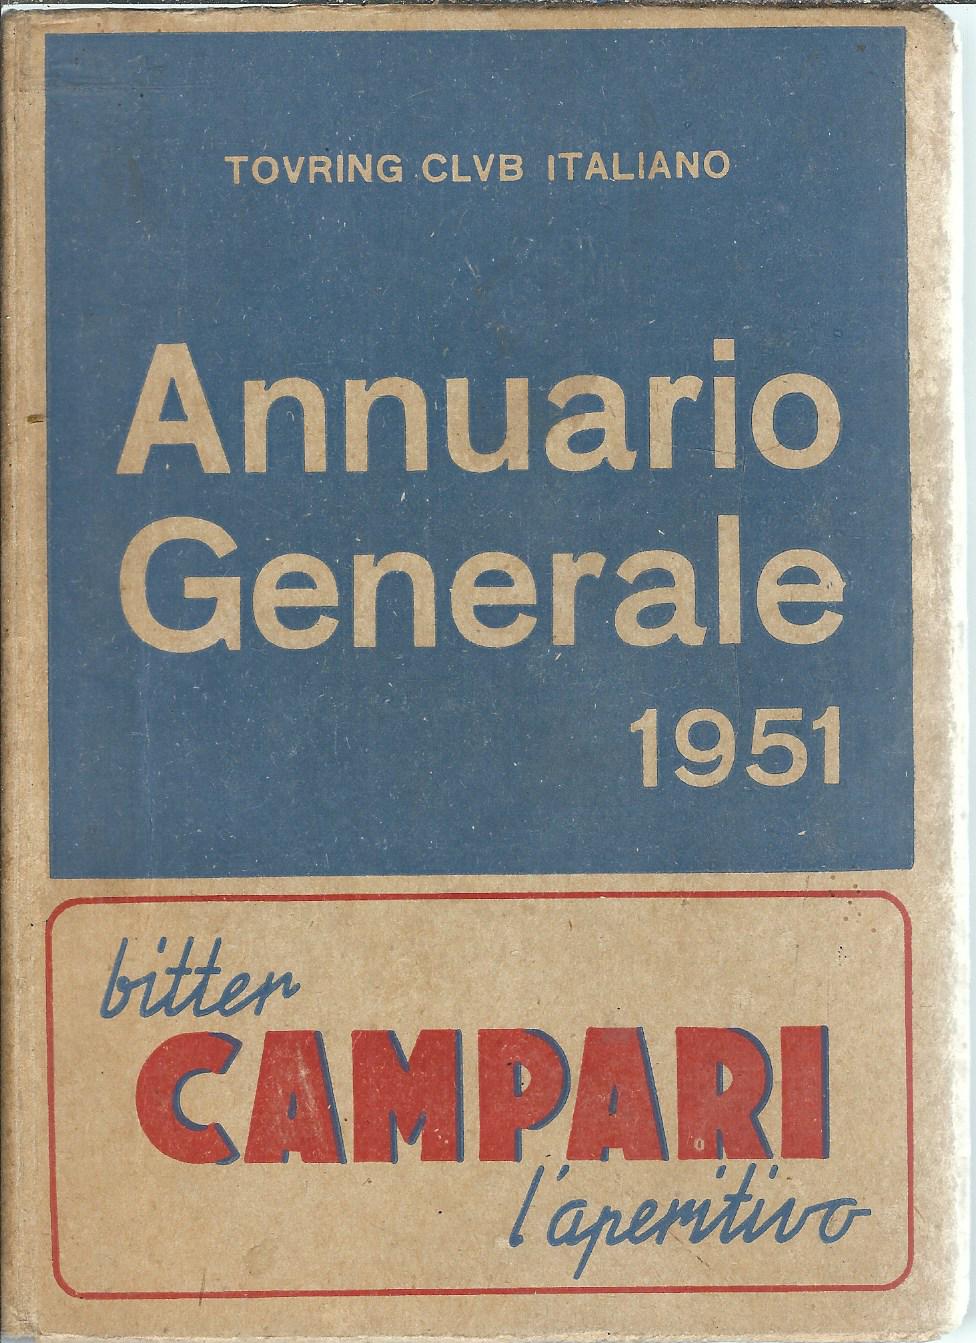 TOVRING CLVB ITALIANO
Annuario
Generale
1951
bitter
CAMPARI
l'aperitivo